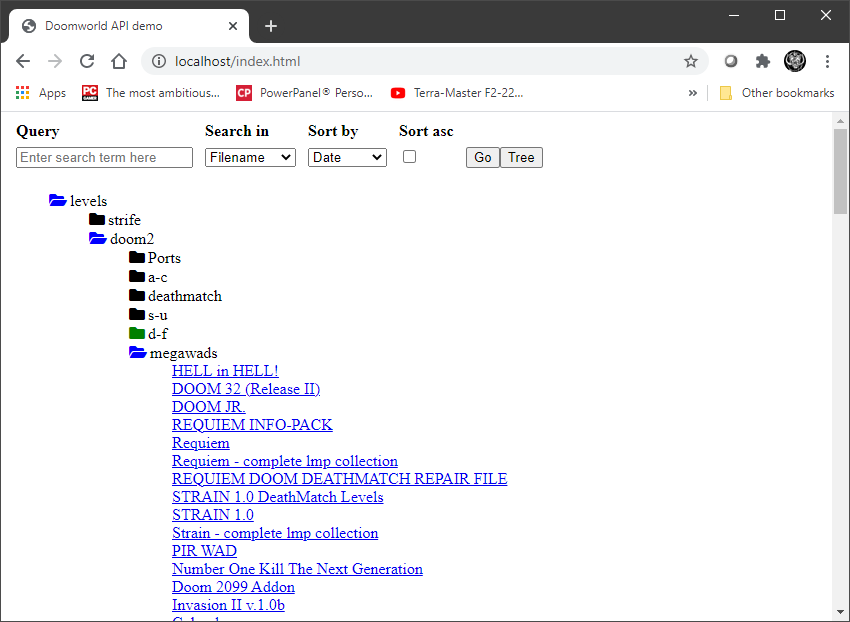 Doomworld API demo
localhost/index.html
Apps
PC GAMER
The most ambitious...
CP
PowerPanel® Perso...
Terra-Master F2-22...
»
Other bookmarks
Query Search in Sort by Sort asc
Enter search term here Filename Date Go Tree
levels
strife
doom2
Ports
a-c
deathmatch
s-u
d-f
megawads
HELL in HELL!
DOOM 32 (Release II)
DOOM JR.
REQUIEM INFO-PACK
Requiem
Requiem - complete lmp collection
REQUIEM DOOM DEATHMATCH REPAIR FILE
STRAIN 1.0 DeathMatch Levels
STRAIN 1.0
Strain - complete lmp collection
PIR WAD
Number One Kill The Next Generation
Doom 2099 Addon
Invasion II v.1.0b